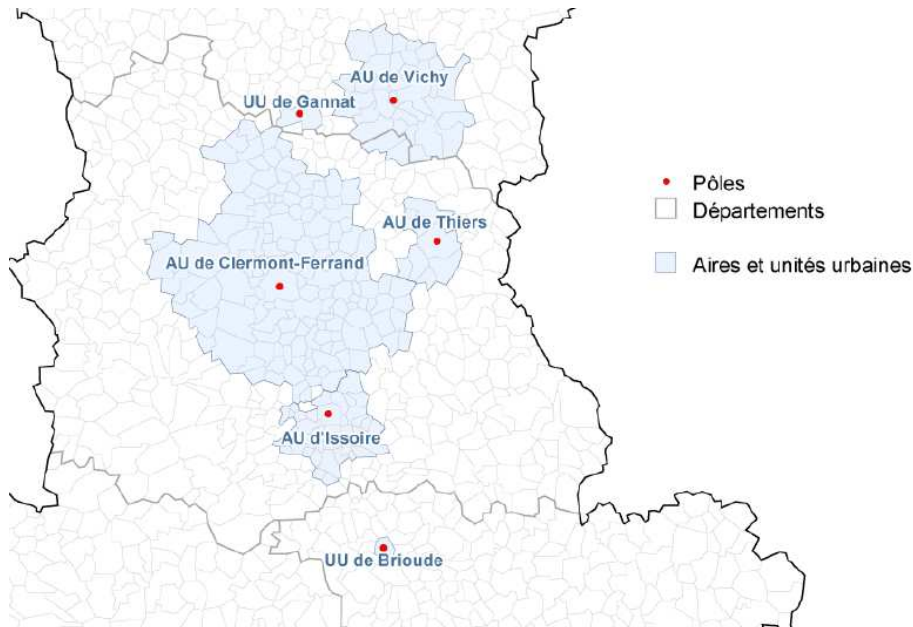 AU de Vichy
UU de Gannat
AU de Thiers
AU de Clermont-Ferrand
AU d'Issoire
UU de Brioude
Pôles
Départements
Aires et unités urbaines